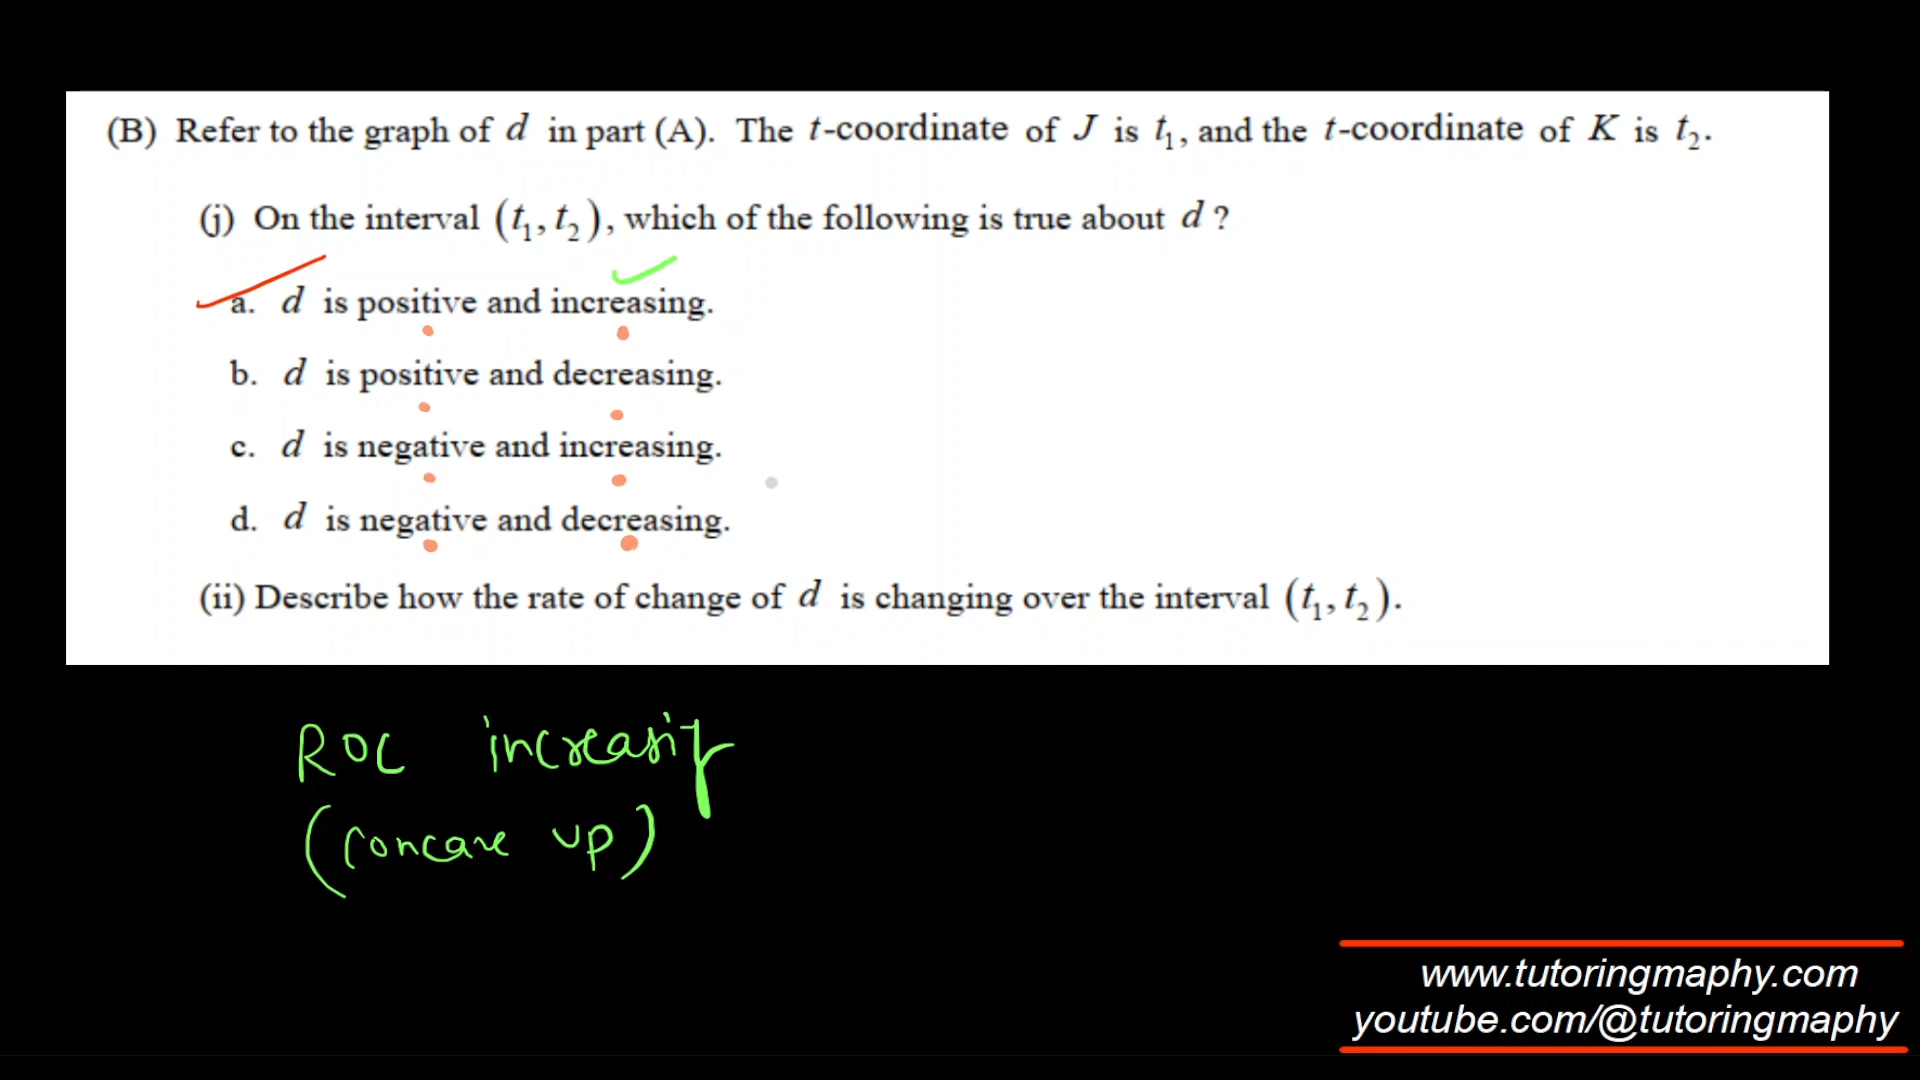 (B) Refer to the graph of d in part (A). The t-coordinate of J is t₁, and the t-coordinate of K is t₂.
(j) On the interval (t₁, t₂), which of the following is true about d ?
a. d is positive and increasing.
b. d is positive and decreasing.
c. d is negative and increasing.
d. d is negative and decreasing.
(ii) Describe how the rate of change of d is changing over the interval (t₁, t₂).
ROC increasing
(concave up)
www.tutoringmaphy.com
youtube.com/@tutoringmaphy